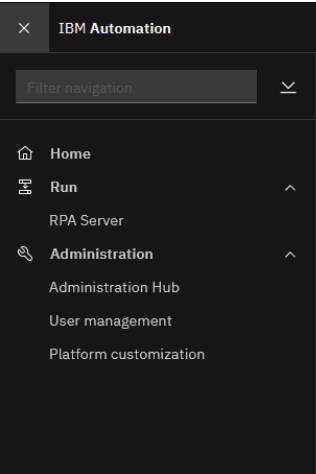 IBM Automation
Filter navigation
Home
Run
RPA Server
Administration
Administration Hub
User management
Platform customization